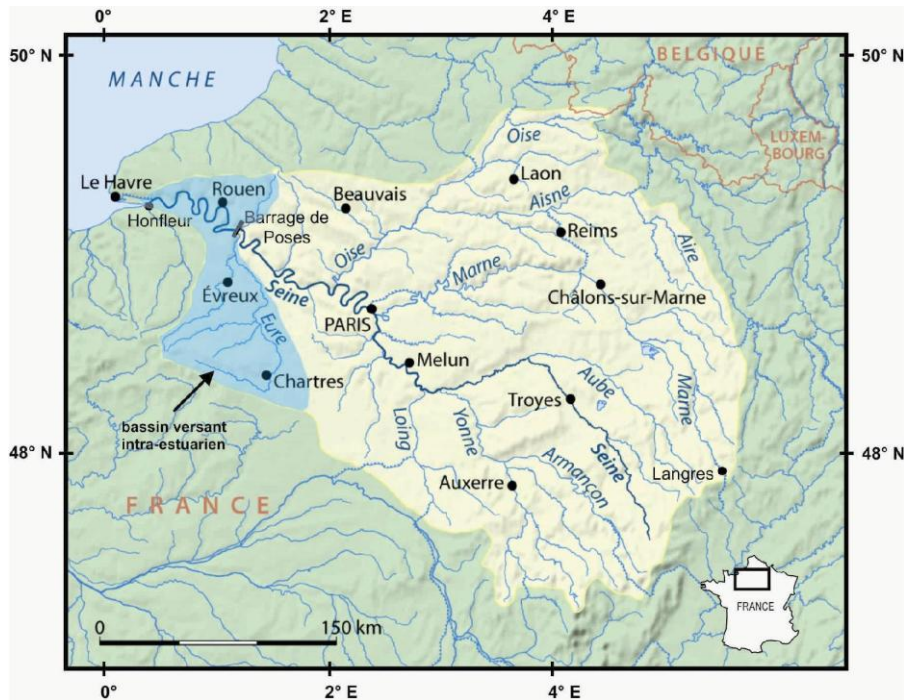 0°
2° E
4° E
50° N
50° N
MANCHE
BELGIQUE
LUXEM-
BOURG
Oise
Laon
Aisne
Le Havre
Rouen
Beauvais
Honfleur
Barrage de
Poses
Oise
Reims
Aire
Marne
Évreux
Seine
Châlons-sur-Marne
PARIS
Eure
Melun
Chartres
Troyes
Aube
Marne
bassin versant
intra-estuarien
Loing
Yonne
Armançon
Seine
48° N
48° N
Langres
Auxerre
FRANCE
FRANCE
0
150 km
0°
2° E
4° E